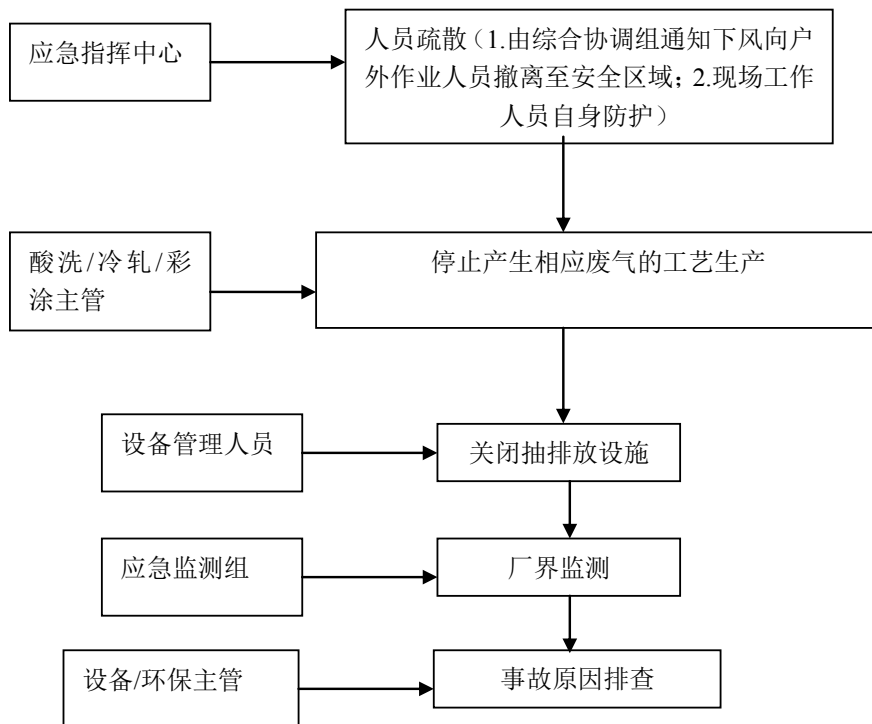 应急指挥中心
人员疏散（1.由综合协调组通知下风向户
外作业人员撤离至安全区域；2.现场工作
人员自身防护）
酸洗/冷轧/彩
涂主管
停止产生相应废气的工艺生产
设备管理人员
关闭抽排放设施
应急监测组
厂界监测
设备/环保主管
事故原因排查